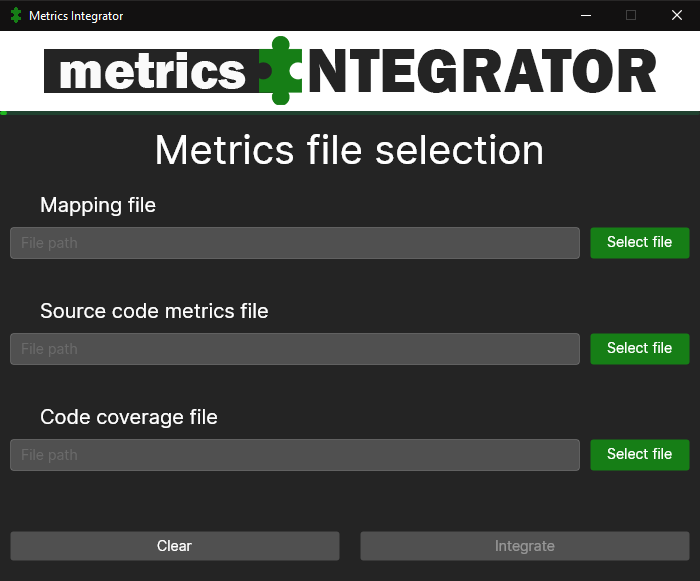 Metrics Integrator
metrics NTEGRATOR
Metrics file selection
Mapping file
File path
Select file
Source code metrics file
File path
Select file
Code coverage file
File path
Select file
Clear
Integrate